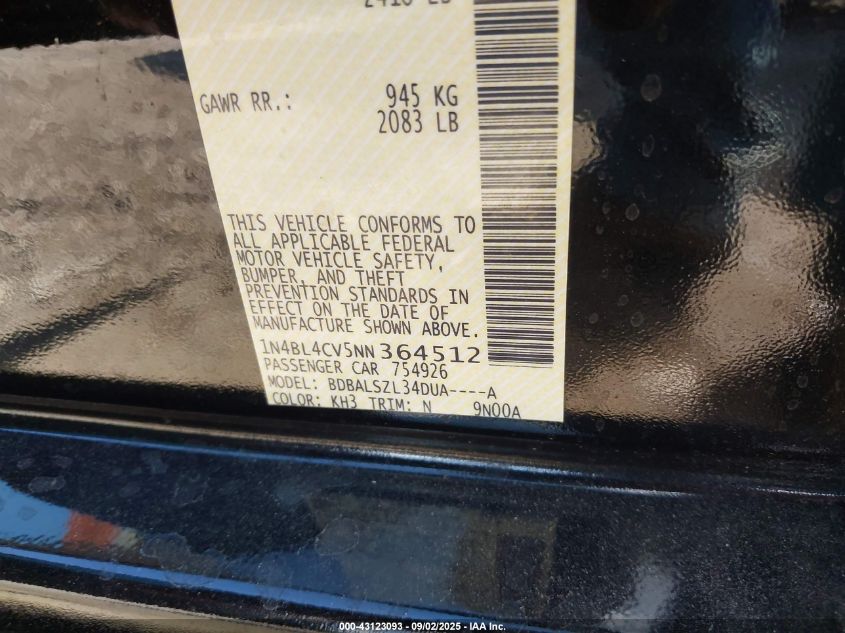 GAWR RR.: 945 KG
2083 LB
THIS VEHICLE CONFORMS TO
ALL APPLICABLE FEDERAL
MOTOR VEHICLE SAFETY,
BUMPER, AND THEFT
PREVENTION STANDARDS IN
EFFECT ON THE DATE OF
MANUFACTURE SHOWN ABOVE.
1N4BL4CV5NN364512
PASSENGER CAR 754926
MODEL: BDBALSZL34DUA----A
COLOR: KH3 TRIM: N 9N00A
000-43123093 - 09/02/2025 - IAA Inc.